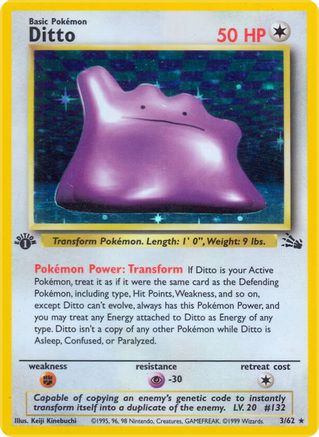 Basic Pokémon
Ditto 50 HP
EDITION
1
Transform Pokémon. Length: 1' 0", Weight: 9 lbs.
Pokémon Power: Transform If Ditto is your Active
Pokémon, treat it as if it were the same card as the Defending
Pokémon, including type, Hit Points, Weakness, and so on,
except Ditto can't evolve, always has this Pokémon Power, and
you may treat any Energy attached to Ditto as Energy of any
type. Ditto isn't a copy of any other Pokémon while Ditto is
Asleep, Confused, or Paralyzed.
weakness resistance retreat cost
-30
Capable of copying an enemy's genetic code to instantly
transform itself into a duplicate of the enemy. LV. 20 #132
Illus. Keiji Kinebuchi ©1995, 96, 98 Nintendo, Creatures, GAMEFREAK. ©1999 Wizards. 3/62 ★